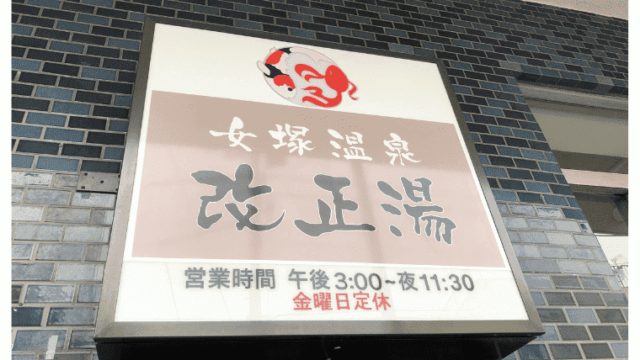 女塚温泉
改正湯
営業時間 午後3:00~夜11:30
金曜日定休